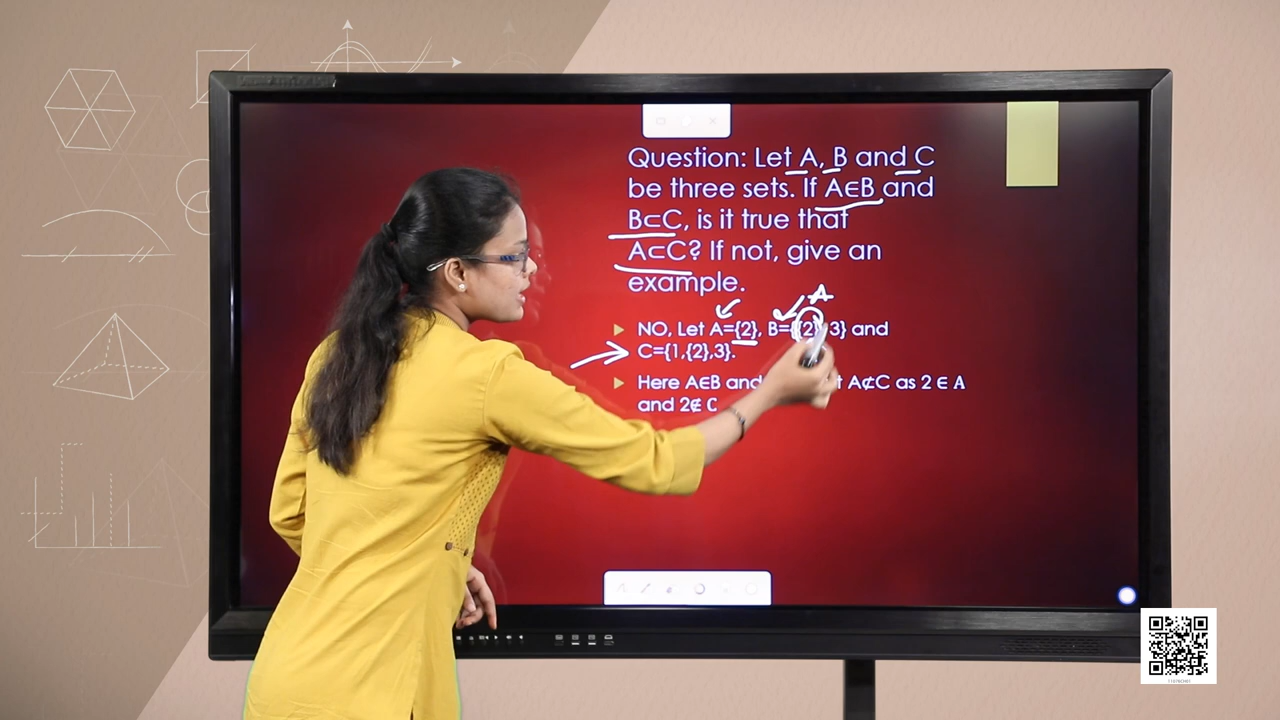 Question: Let A, B and C
be three sets. If A∈B and
B⊂C, is it true that
A⊂C? If not, give an
example.
A
NO, Let A={2}, B={{2}, 3} and
C={1,{2},3}.
Here A∈B and A⊄C as 2 ∈ A
and 2∉ C